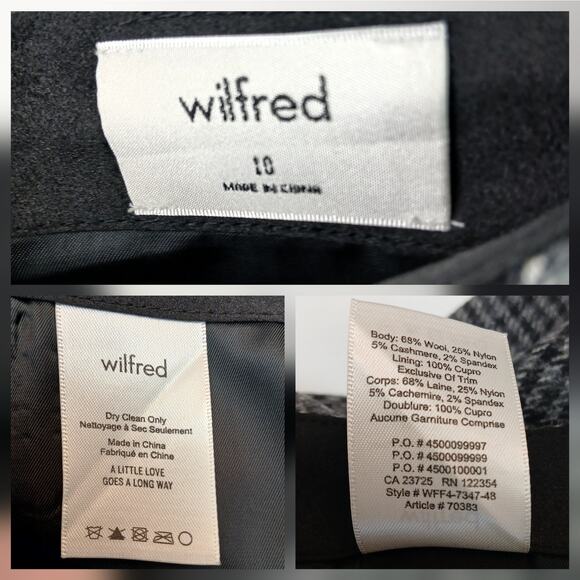 wilfred
10
MADE IN CHINA
wilfred
Dry Clean Only
Nettoyage à Sec Seulement
Made in China
Fabriqué en Chine
A LITTLE LOVE
GOES A LONG WAY
Body: 68% Wool, 25% Nylon
5% Cashmere, 2% Spandex
Lining: 100% Cupro
Exclusive Of Trim
Corps: 68% Laine, 25% Nylon
5% Cachemire, 2% Spandex
Doublure: 100% Cupro
Aucune Garniture Comprise
P.O. # 4500099997
P.O. # 4500099999
P.O. # 4500100001
CA 23725 RN 122354
Style # WFF4-7347-48
Article # 70383